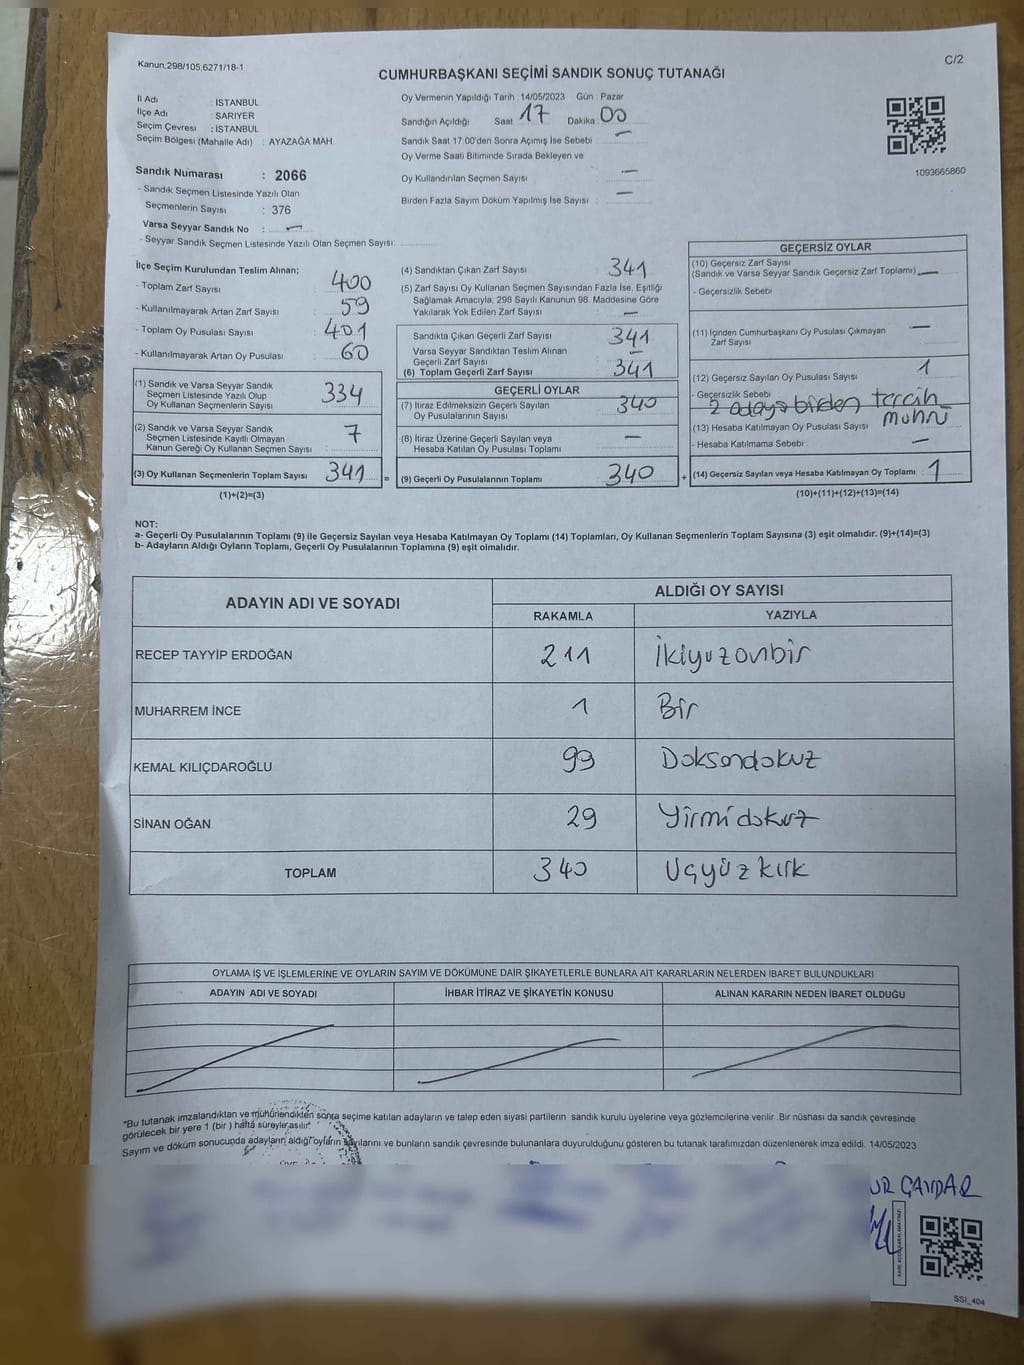 Kanun;298/105,6271/18-1
C/2
CUMHURBAŞKANI SEÇİMİ SANDIK SONUÇ TUTANAĞI
İl Adı : İSTANBUL
İlçe Adı : SARIYER
Seçim Çevresi : İSTANBUL
Seçim Bölgesi (Mahalle Adı) : AYAZAĞA MAH.
Sandık Numarası : 2066
- Sandık Seçmen Listesinde Yazılı Olan
Seçmenlerin Sayısı : 376
Varsa Seyyar Sandık No : —
- Seyyar Sandık Seçmen Listesinde Yazılı Olan Seçmen Sayısı :
Oy Vermenin Yapıldığı Tarih : 14/05/2023 Gün : Pazar
Sandığın Açıldığı Saat 17 Dakika 00
Sandık Saat 17:00'den Sonra Açımış İse Sebebi : —
Oy Verme Saati Bitiminde Sırada Bekleyen ve
Oy Kullandırılan Seçmen Sayısı : —
Birden Fazla Sayım Döküm Yapılmış İse Sayısı : —
1093665860
İlçe Seçim Kurulundan Teslim Alınan;
- Toplam Zarf Sayısı : 400
- Kullanılmayarak Artan Zarf Sayısı : 59
- Toplam Oy Pusulası Sayısı : 401
- Kullanılmayarak Artan Oy Pusulası : 60
(1) Sandık ve Varsa Seyyar Sandık
Seçmen Listesinde Yazılı Olup
Oy Kullanan Seçmenlerin Sayısı : 334
(2) Sandık ve Varsa Seyyar Sandık
Seçmen Listesinde Kayıtlı Olmayan
Kanun Gereği Oy Kullanan Seçmen Sayısı : 7
(3) Oy Kullanan Seçmenlerin Toplam Sayısı : 341 =
(1)+(2)=(3)
(4) Sandıktan Çıkan Zarf Sayısı : 341
(5) Zarf Sayısı Oy Kullanan Seçmen Sayısından Fazla İse, Eşitliği
Sağlamak Amacıyla, 298 Sayılı Kanunun 98. Maddesine Göre
Yakılarak Yok Edilen Zarf Sayısı : —
Sandıkta Çıkan Geçerli Zarf Sayısı : 341
Varsa Seyyar Sandıktan Teslim Alınan
Geçerli Zarf Sayısı : —
(6) Toplam Geçerli Zarf Sayısı : 341
GEÇERLİ OYLAR
(7) İtiraz Edilmeksizin Geçerli Sayılan
Oy Pusulalarının Sayısı : 340
(8) İtiraz Üzerine Geçerli Sayılan veya
Hesaba Katılan Oy Pusulası Toplamı : —
(9) Geçerli Oy Pusulalarının Toplamı : 340 +
GEÇERSİZ OYLAR
(10) Geçersiz Zarf Sayısı
(Sandık ve Varsa Seyyar Sandık Geçersiz Zarf Toplamı) : —
- Geçersizlik Sebebi :
(11) İçinden Cumhurbaşkanı Oy Pusulası Çıkmayan
Zarf Sayısı : —
(12) Geçersiz Sayılan Oy Pusulası Sayısı : 1
- Geçersizlik Sebebi :
2 adaya birden tercih
mührü
(13) Hesaba Katılmayan Oy Pusulası Sayısı :
- Hesaba Katılmama Sebebi : —
(14) Geçersiz Sayılan veya Hesaba Katılmayan Oy Toplamı : 1
(10)+(11)+(12)+(13)=(14)
NOT:
a- Geçerli Oy Pusulalarının Toplamı (9) ile Geçersiz Sayılan veya Hesaba Katılmayan Oy Toplamı (14) Toplamları, Oy Kullanan Seçmenlerin Toplam Sayısına (3) eşit olmalıdır. (9)+(14)=(3)
b- Adayların Aldığı Oyların Toplamı, Geçerli Oy Pusulalarının Toplamına (9) eşit olmalıdır.
ADAYIN ADI VE SOYADI ALDIĞI OY SAYISI
RAKAMLA YAZIYLA
RECEP TAYYİP ERDOĞAN 211 İkiyüzonbir
MUHARREM İNCE 1 Bir
KEMAL KILIÇDAROĞLU 99 Doksandokuz
SİNAN OĞAN 29 Yirmidokuz
TOPLAM 340 Üçyüzkırk
OYLAMA İŞ VE İŞLEMLERİNE VE OYLARIN SAYIM VE DÖKÜMÜNE DAİR ŞİKAYETLERLE BUNLARA AİT KARARLARIN NELERDEN İBARET BULUNDUKLARI
ADAYIN ADI VE SOYADI İHBAR İTİRAZ VE ŞİKAYETİN KONUSU ALINAN KARARIN NEDEN İBARET OLDUĞU
"Bu tutanak imzalandıktan ve mühürlendikten sonra seçime katılan adayların ve talep eden siyasi partilerin sandık kurulu üyelerine veya gözlemcilerine verilir .Bir nüshası da sandık çevresinde
görülecek bir yere 1 (bir ) hafta süreyle asılır"
Sayım ve döküm sonucunda adayların aldığı oyların sayılarını ve bunların sandık çevresinde bulunanlara duyurulduğunu gösteren bu tutanak tarafımızdan düzenlenerek imza edildi. 14/05/2023
SSI_404